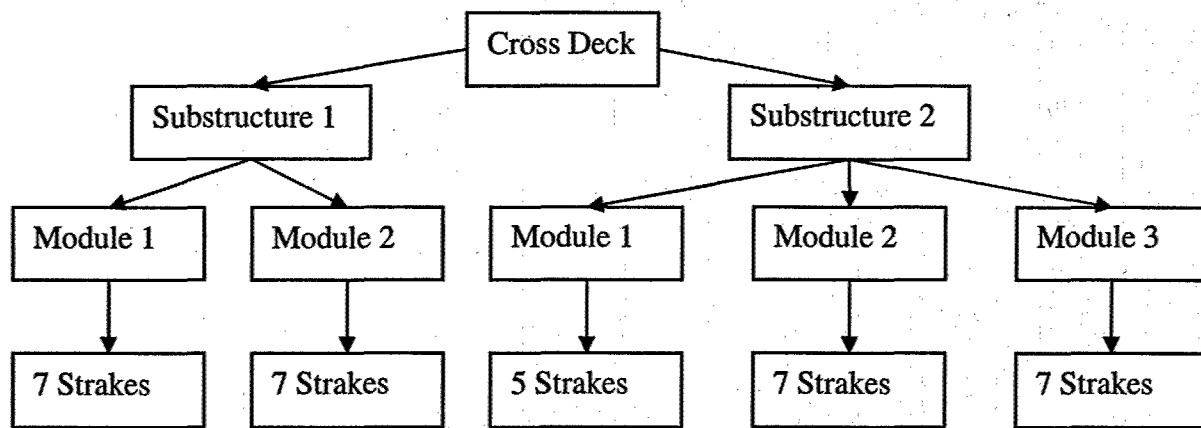 Cross Deck
Substructure 1
Substructure 2
Module 1
Module 2
Module 1
Module 2
Module 3
7 Strakes
7 Strakes
5 Strakes
7 Strakes
7 Strakes